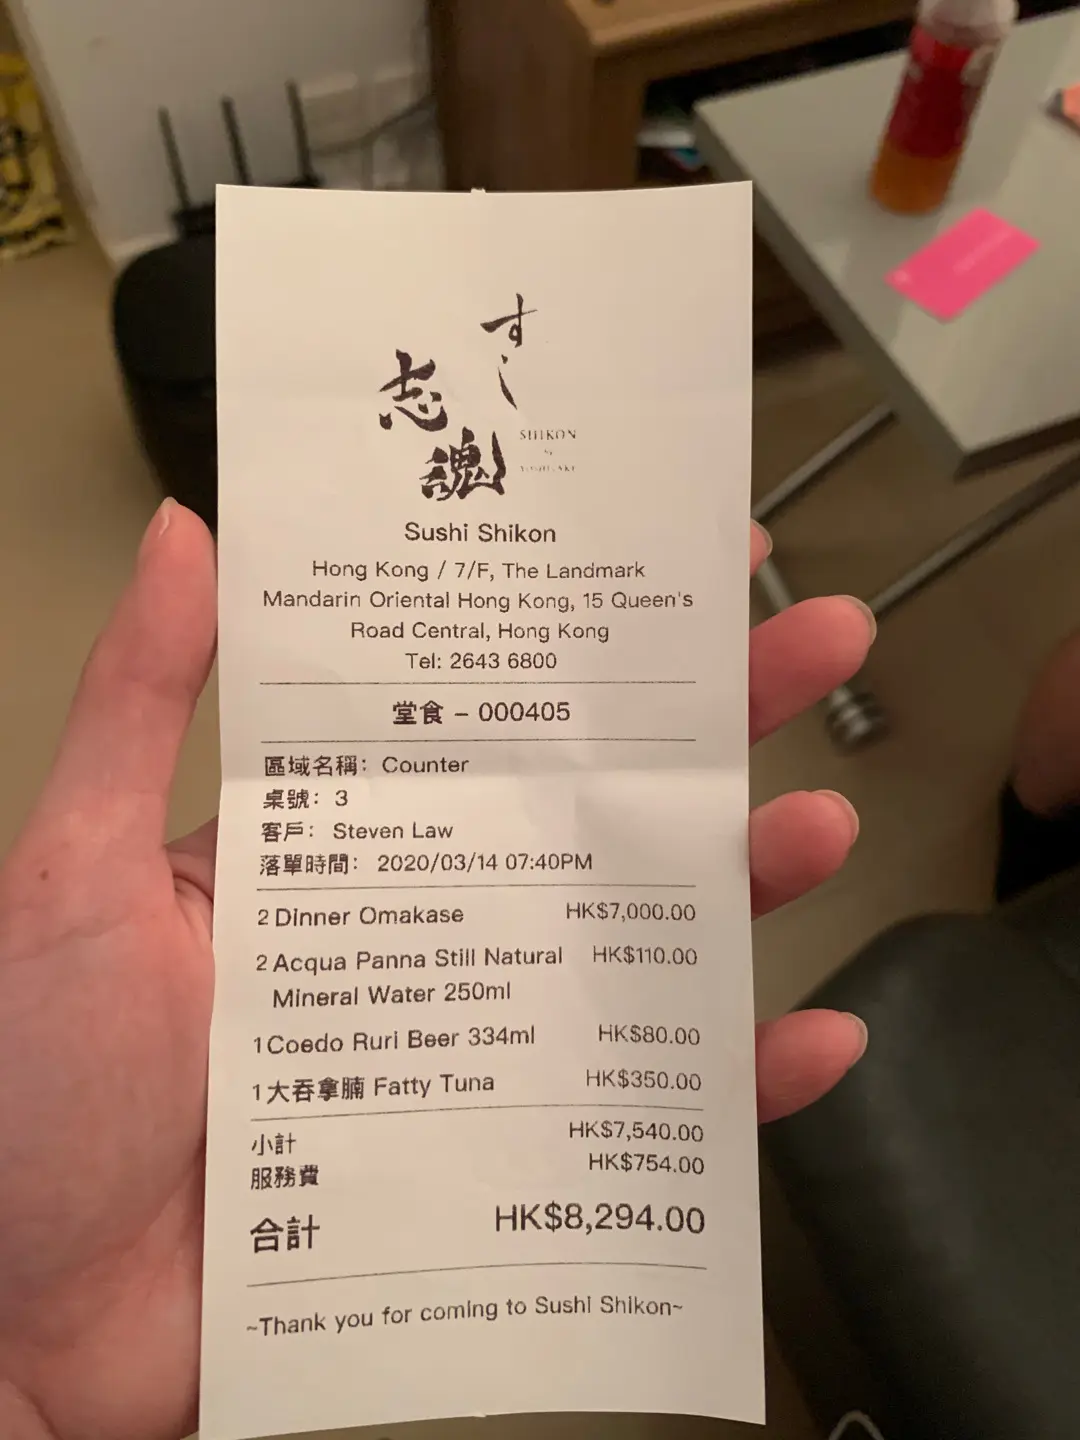 すし
志魂
SHIKON
by
YOSHITAKE
Sushi Shikon
Hong Kong / 7/F, The Landmark
Mandarin Oriental Hong Kong, 15 Queen's
Road Central, Hong Kong
Tel: 2643 6800
堂食 – 000405
區域名稱: Counter
桌號: 3
客戶: Steven Law
落單時間: 2020/03/14 07:40PM
2 Dinner Omakase HK$7,000.00
2 Acqua Panna Still Natural HK$110.00
Mineral Water 250ml
1 Coedo Ruri Beer 334ml HK$80.00
1 大吞拿腩 Fatty Tuna HK$350.00
小計 HK$7,540.00
服務費 HK$754.00
合計 HK$8,294.00
~Thank you for coming to Sushi Shikon~